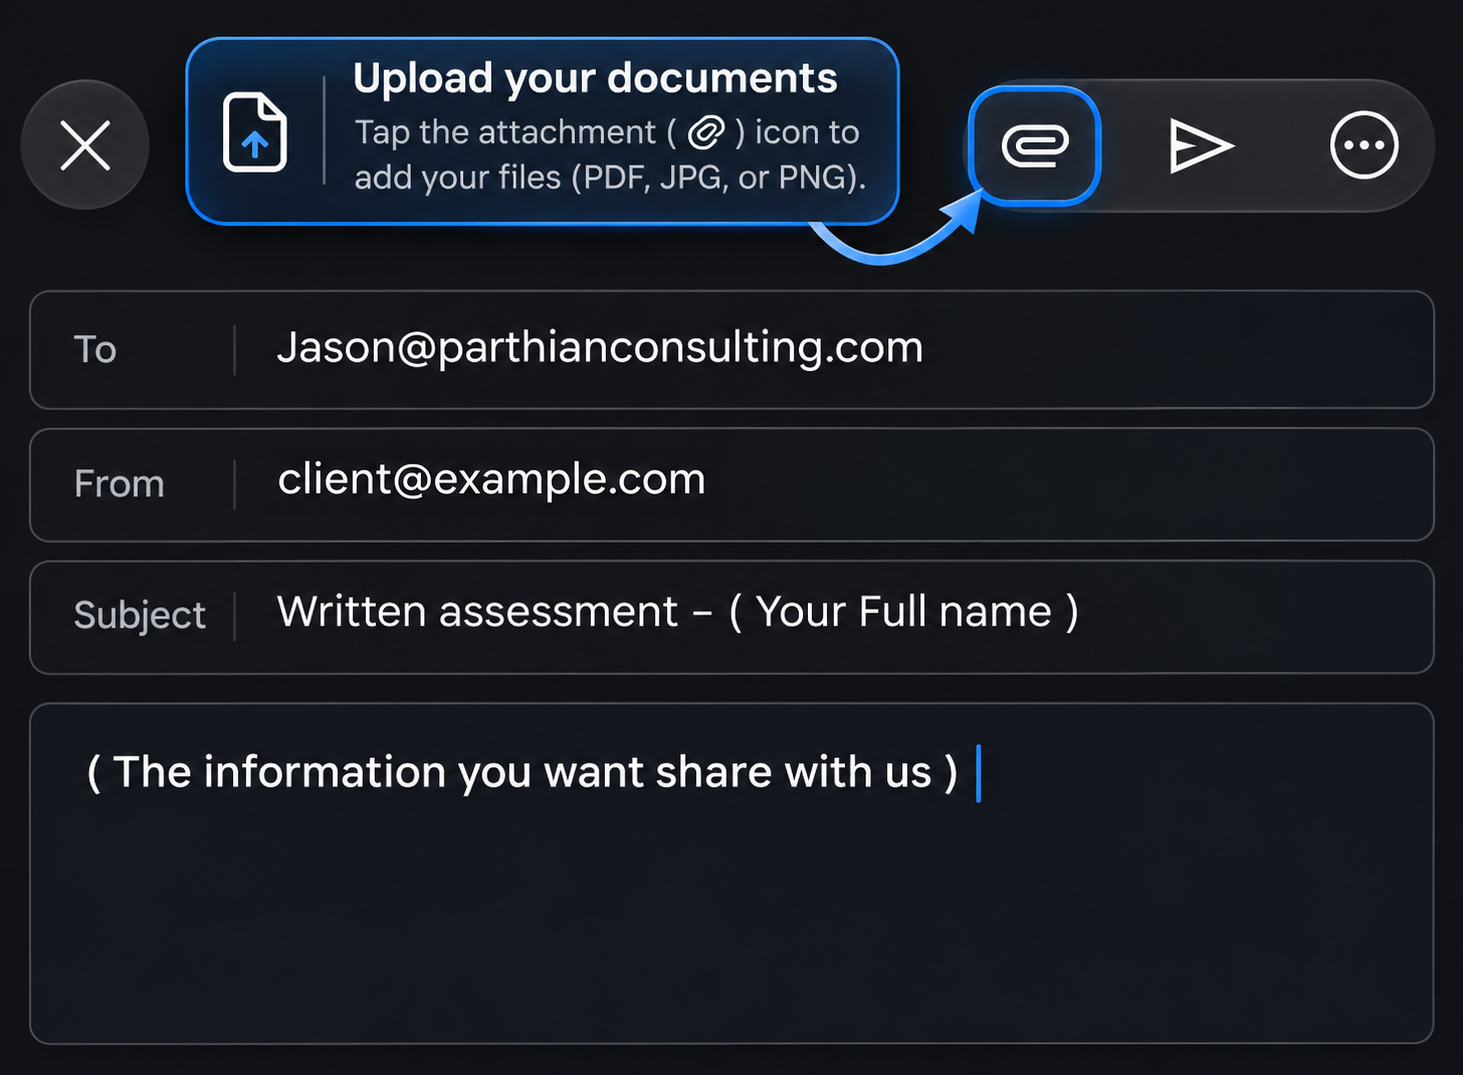 Upload your documents
Tap the attachment ( ) icon to
add your files (PDF, JPG, or PNG).
To
Jason@parthianconsulting.com
From
client@example.com
Subject
Written assessment – ( Your Full name )
( The information you want share with us )